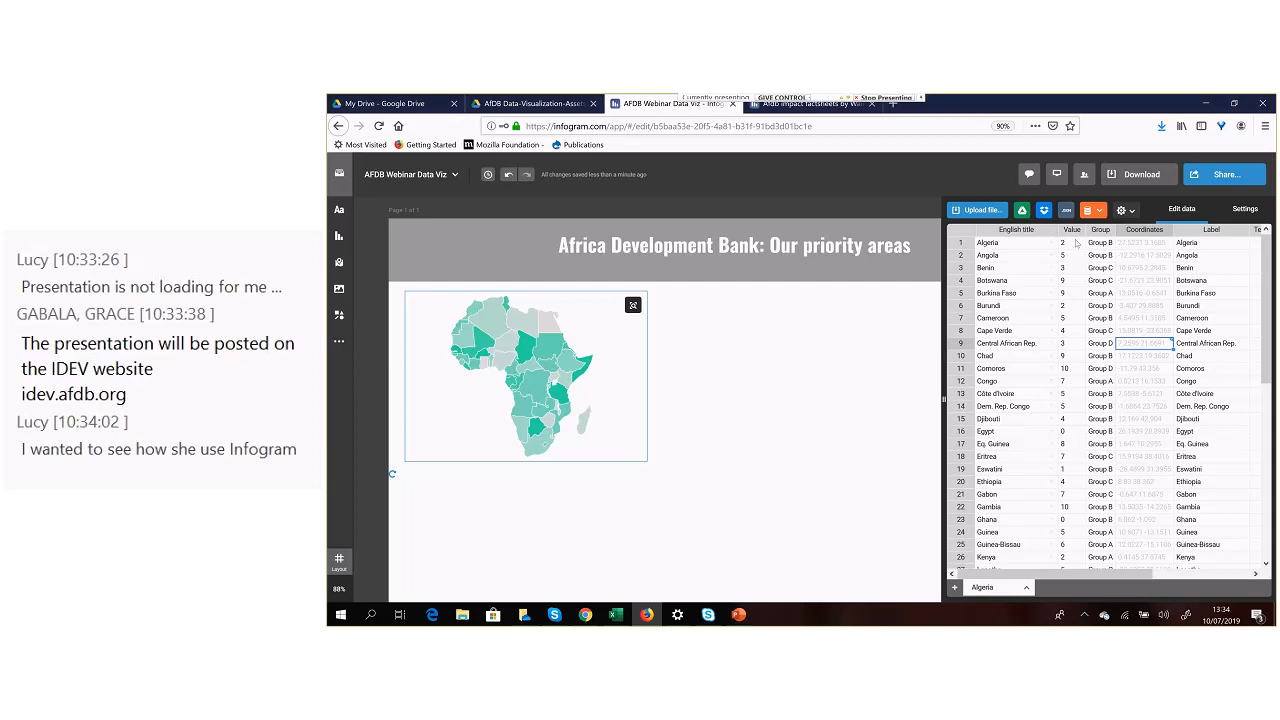 Lucy [10:33:26 ]
Presentation is not loading for me ...
GABALA, GRACE [10:33:38 ]
The presentation will be posted on
the IDEV website
idev.afdb.org
Lucy [10:34:02 ]
I wanted to see how she use Infogram
Currently presenting GIVE CONTROL Stop Presenting
My Drive - Google Drive AfDB Data-Visualization-Assets AFDB Webinar Data Viz - Infog
https://infogram.com/app/#/edit/b5baa53e-20f5-4a81-b31f-91bd3d01bc1e 90%
Most Visited Getting Started Mozilla Foundation - Publications
AFDB Webinar Data Viz All changes saved less than a minute ago Download Share...
Upload file... JSON Edit data Settings
Page 1 of 1
Africa Development Bank: Our priority areas
English title Value Group Coordinates Label
1 Algeria 2 Group B Algeria
2 Angola 5 Group B Angola
3 Benin 3 Group C Benin
4 Botswana 9 Group C Botswana
5 Burkina Faso 9 Group A Burkina Faso
6 Burundi 2 Group D Burundi
7 Cameroon 5 Group B Cameroon
8 Cape Verde 4 Group C Cape Verde
9 Central African Rep. 3 Group D Central African Rep.
10 Chad 9 Group B Chad
11 Comoros 10 Group D Comoros
12 Congo 7 Group A Congo
13 Côte d'Ivoire 5 Group B Côte d'Ivoire
14 Dem. Rep. Congo 5 Group B Dem. Rep. Congo
15 Djibouti 4 Group B Djibouti
16 Egypt 0 Group B Egypt
17 Eq. Guinea 8 Group B Eq. Guinea
18 Eritrea 7 Group C Eritrea
19 Eswatini 1 Group B Eswatini
20 Ethiopia 4 Group C Ethiopia
21 Gabon 7 Group C Gabon
22 Gambia 10 Group B Gambia
23 Ghana 0 Group B Ghana
24 Guinea 5 Group A Guinea
25 Guinea-Bissau 6 Group A Guinea-Bissau
26 Kenya 2 Group A Kenya
Algeria
Layout
88%
13:34
10/07/2019